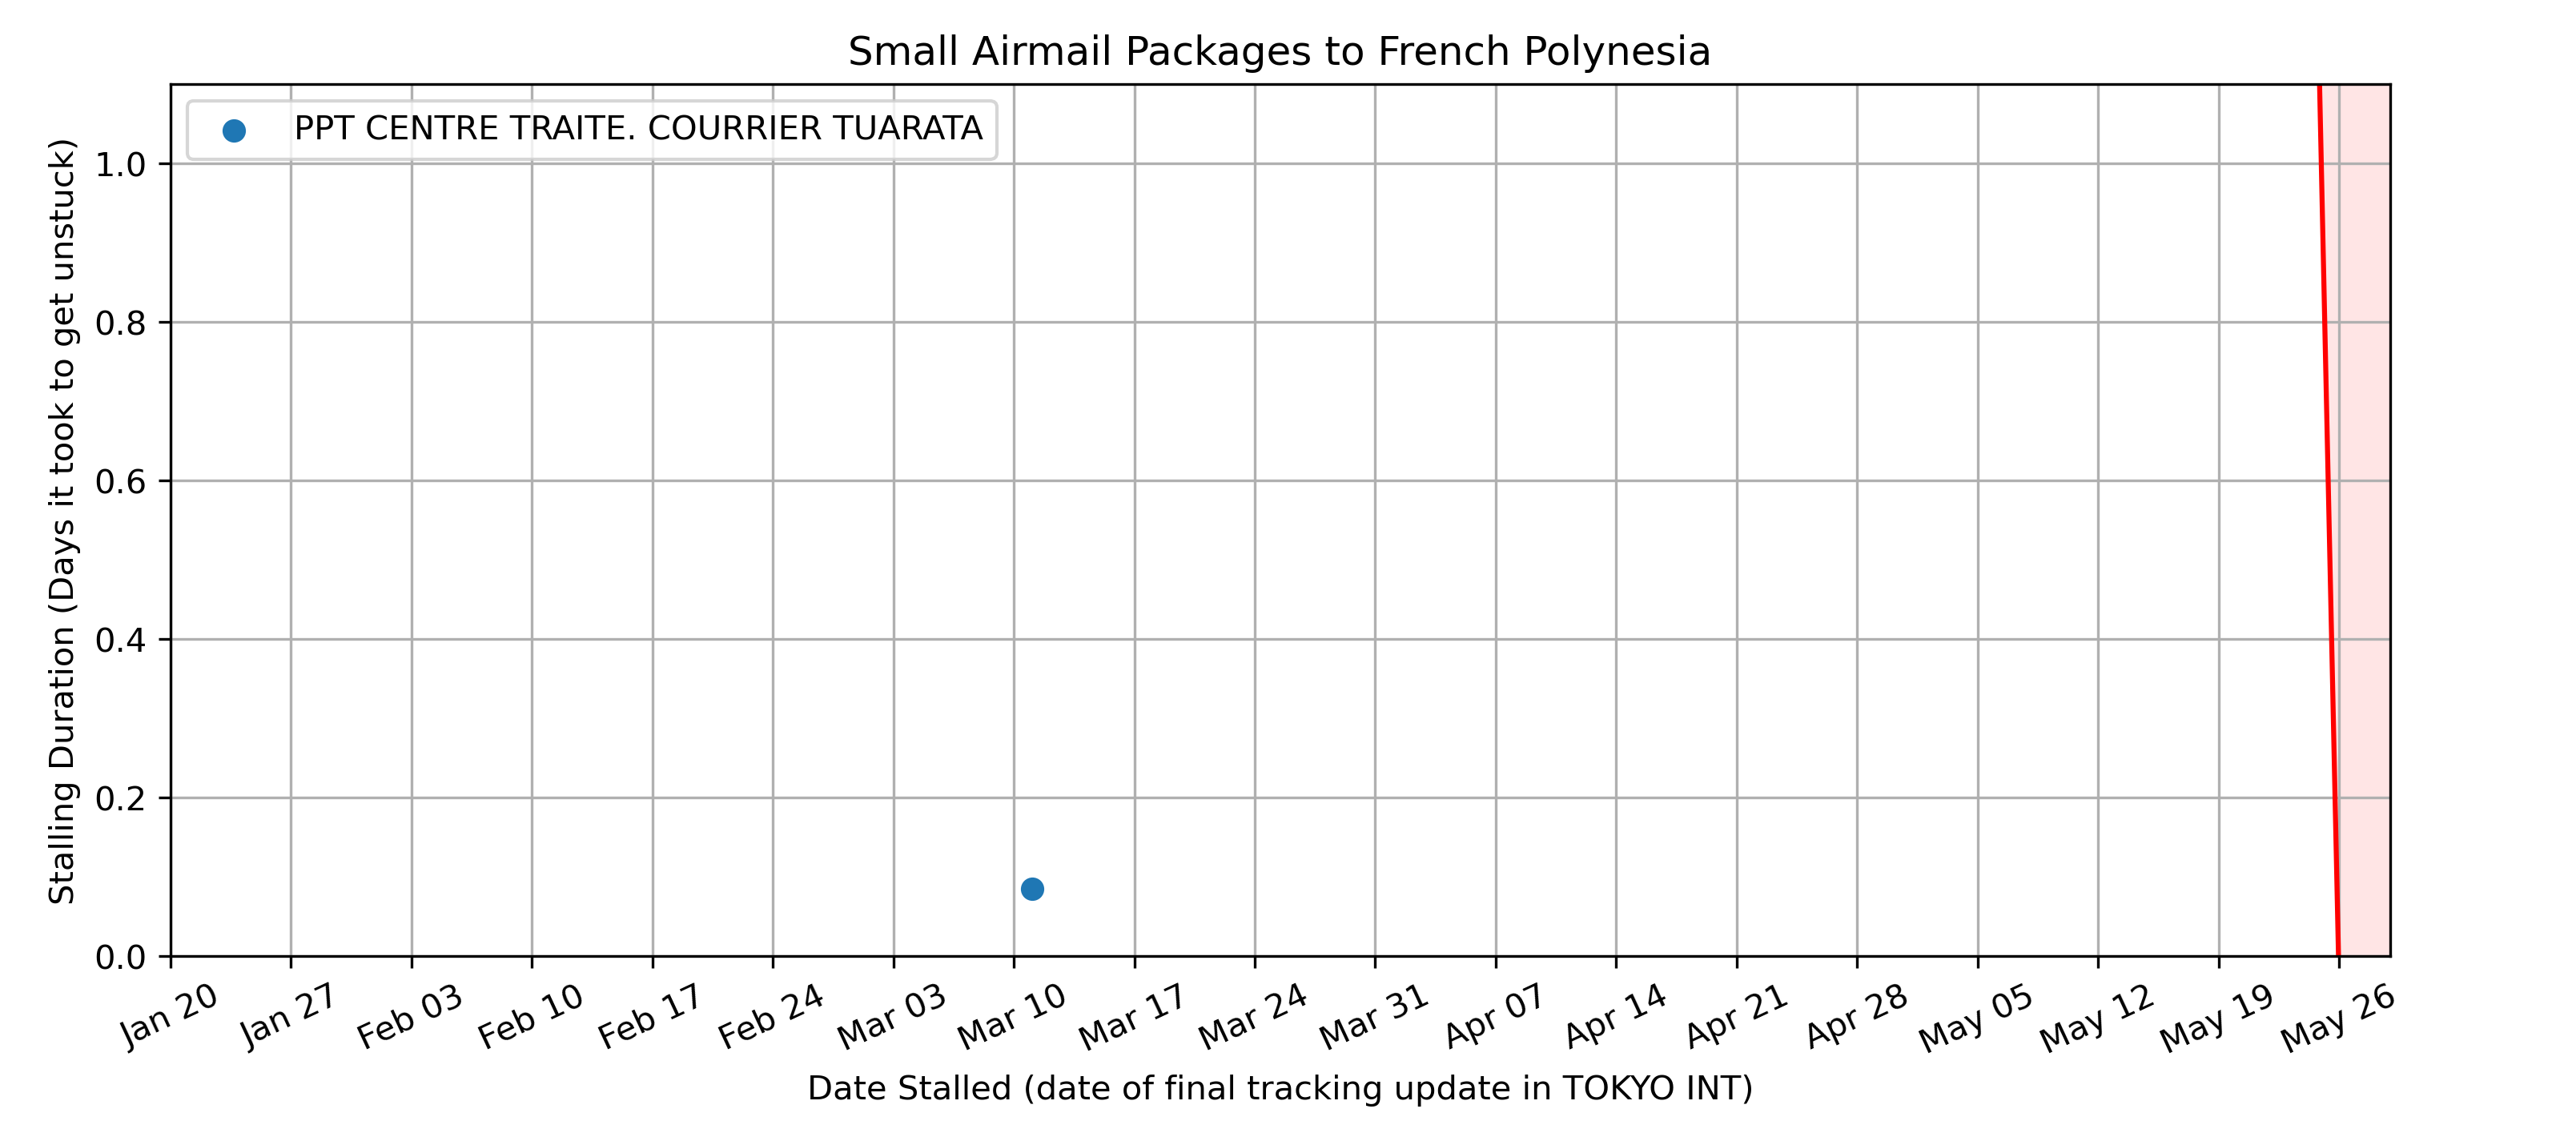 Small Airmail Packages to French Polynesia
PPT CENTRE TRAITE. COURRIER TUARATA
Stalling Duration (Days it took to get unstuck)
1.0
0.8
0.6
0.4
0.2
0.0
Jan 20 Jan 27 Feb 03 Feb 10 Feb 17 Feb 24 Mar 03 Mar 10 Mar 17 Mar 24 Mar 31 Apr 07 Apr 14 Apr 21 Apr 28 May 05 May 12 May 19 May 26
Date Stalled (date of final tracking update in TOKYO INT)